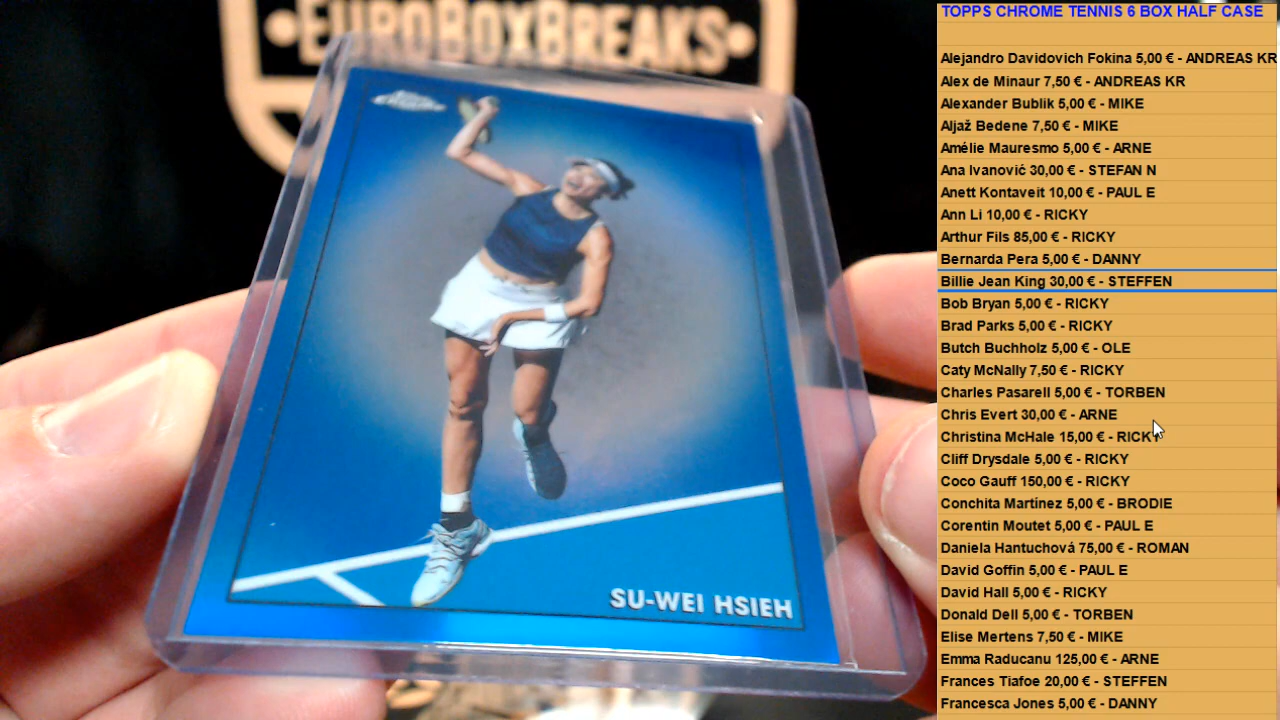 •EUROBOXBREAKS•
SU-WEI HSIEH
TOPPS CHROME TENNIS 6 BOX HALF CASE
Alejandro Davidovich Fokina 5,00 € - ANDREAS KR
Alex de Minaur 7,50 € - ANDREAS KR
Alexander Bublik 5,00 € - MIKE
Aljaž Bedene 7,50 € - MIKE
Amélie Mauresmo 5,00 € - ARNE
Ana Ivanović 30,00 € - STEFAN N
Anett Kontaveit 10,00 € - PAUL E
Ann Li 10,00 € - RICKY
Arthur Fils 85,00 € - RICKY
Bernarda Pera 5,00 € - DANNY
Billie Jean King 30,00 € - STEFFEN
Bob Bryan 5,00 € - RICKY
Brad Parks 5,00 € - RICKY
Butch Buchholz 5,00 € - OLE
Caty McNally 7,50 € - RICKY
Charles Pasarell 5,00 € - TORBEN
Chris Evert 30,00 € - ARNE
Christina McHale 15,00 € - RICKY
Cliff Drysdale 5,00 € - RICKY
Coco Gauff 150,00 € - RICKY
Conchita Martínez 5,00 € - BRODIE
Corentin Moutet 5,00 € - PAUL E
Daniela Hantuchová 75,00 € - ROMAN
David Goffin 5,00 € - PAUL E
David Hall 5,00 € - RICKY
Donald Dell 5,00 € - TORBEN
Elise Mertens 7,50 € - MIKE
Emma Raducanu 125,00 € - ARNE
Frances Tiafoe 20,00 € - STEFFEN
Francesca Jones 5,00 € - DANNY